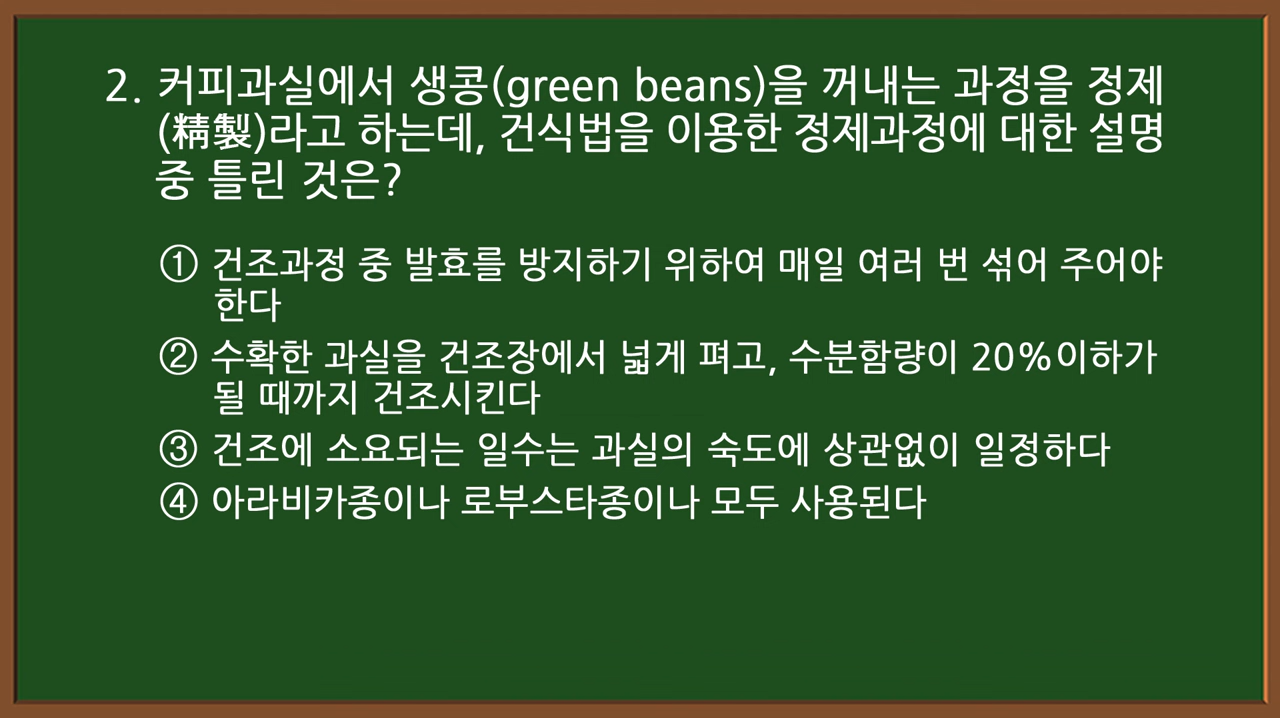 2. 커피과실에서 생콩(green beans)을 꺼내는 과정을 정제
(精製)라고 하는데, 건식법을 이용한 정제과정에 대한 설명
중 틀린 것은?
① 건조과정 중 발효를 방지하기 위하여 매일 여러 번 섞어 주어야
한다
② 수확한 과실을 건조장에서 넓게 펴고, 수분함량이 20%이하가
될 때까지 건조시킨다
③ 건조에 소요되는 일수는 과실의 숙도에 상관없이 일정하다
④ 아라비카종이나 로부스타종이나 모두 사용된다